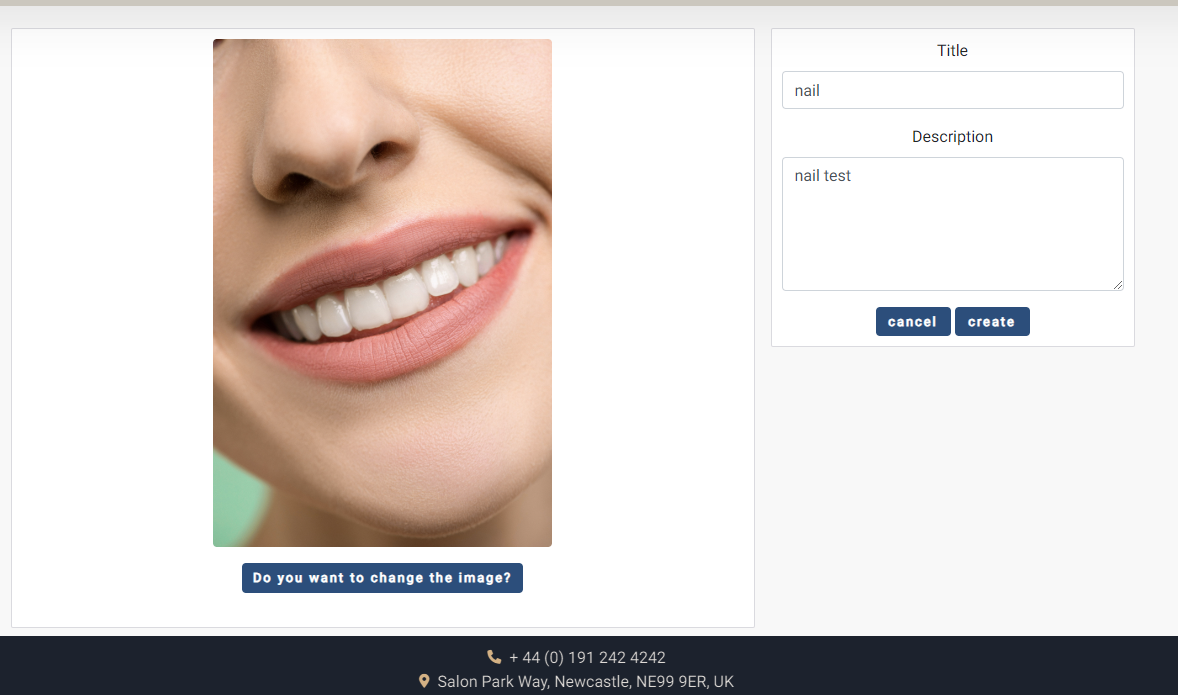 Title
nail
Description
nail test
cancel create
Do you want to change the image?
+ 44 (0) 191 242 4242
Salon Park Way, Newcastle, NE99 9ER, UK